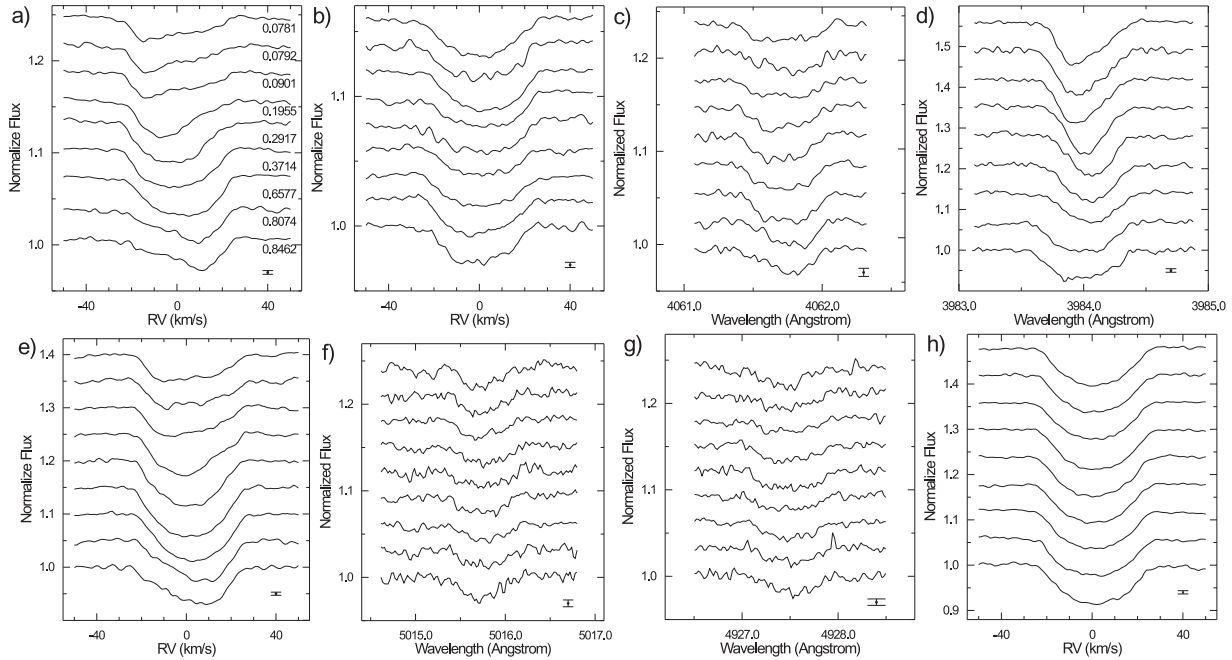 a)
Normalize Flux
1.2
1.1
1.0
0.0781
0.0792
0.0901
0.1955
0.2917
0.3714
0.6577
0.8074
0.8462
-40
0
40
RV (km/s)
b)
Normalized Flux
1.1
1.0
-40
0
40
RV (km/s)
c)
Normalized Flux
1.2
1.1
1.0
4061.0
4062.0
Wavelength (Angstrom)
d)
Normalized Flux
1.5
1.4
1.3
1.2
1.1
1.0
3983.0
3984.0
3985.0
Wavelength (Angstrom)
e)
Normalize Flux
1.4
1.3
1.2
1.1
1.0
-40
0
40
RV (km/s)
f)
Normalized Flux
1.2
1.1
1.0
5015.0
5016.0
5017.0
Wavelength (Angstrom)
g)
Normalized Flux
1.2
1.1
1.0
4927.0
4928.0
Wavelength (Angstrom)
h)
Normalized Flux
1.4
1.3
1.2
1.1
1.0
0.9
-40
0
40
RV (km/s)